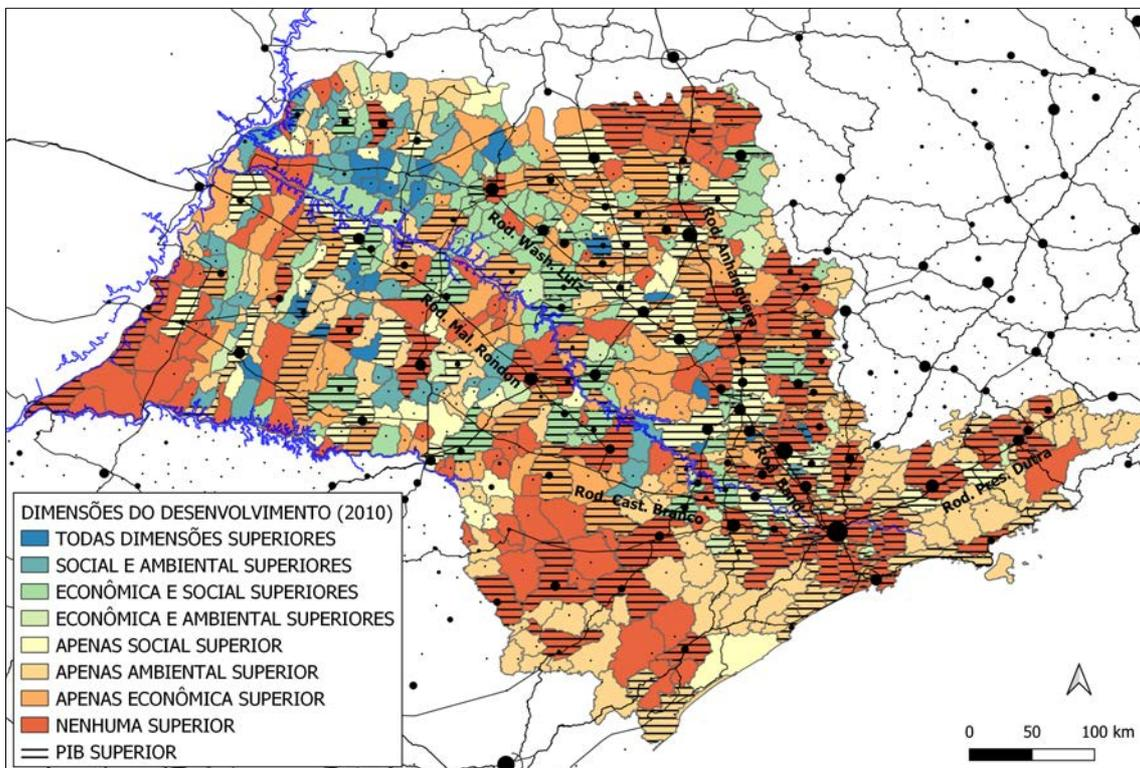 Rod. Wash. Luiz
Rod. Anhanguera
Rod. Mal. Rondon
Rod. Band.
Rod. Pres. Dutra
Rod. Cast. Branco
DIMENSÕES DO DESENVOLVIMENTO (2010)
TODAS DIMENSÕES SUPERIORES
SOCIAL E AMBIENTAL SUPERIORES
ECONÔMICA E SOCIAL SUPERIORES
ECONÔMICA E AMBIENTAL SUPERIORES
APENAS SOCIAL SUPERIOR
APENAS AMBIENTAL SUPERIOR
APENAS ECONÔMICA SUPERIOR
NENHUMA SUPERIOR
PIB SUPERIOR
0 50 100 km